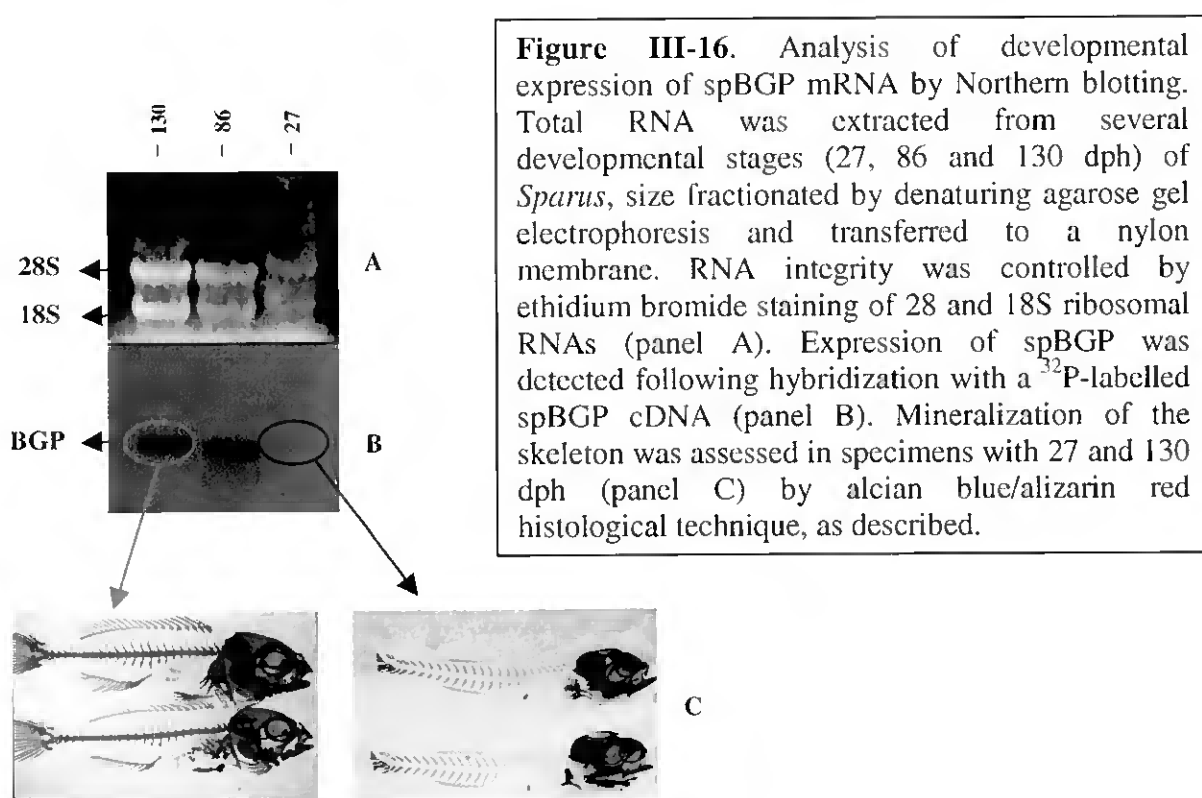 – 130
– 86
– 27
28S
18S
A
BGP
B
C
Figure III-16. Analysis of developmental
expression of spBGP mRNA by Northern blotting.
Total RNA was extracted from several
developmental stages (27, 86 and 130 dph) of
Sparus, size fractionated by denaturing agarose gel
electrophoresis and transferred to a nylon
membrane. RNA integrity was controlled by
ethidium bromide staining of 28 and 18S ribosomal
RNAs (panel A). Expression of spBGP was
detected following hybridization with a ³²P-labelled
spBGP cDNA (panel B). Mineralization of the
skeleton was assessed in specimens with 27 and 130
dph (panel C) by alcian blue/alizarin red
histological technique, as described.